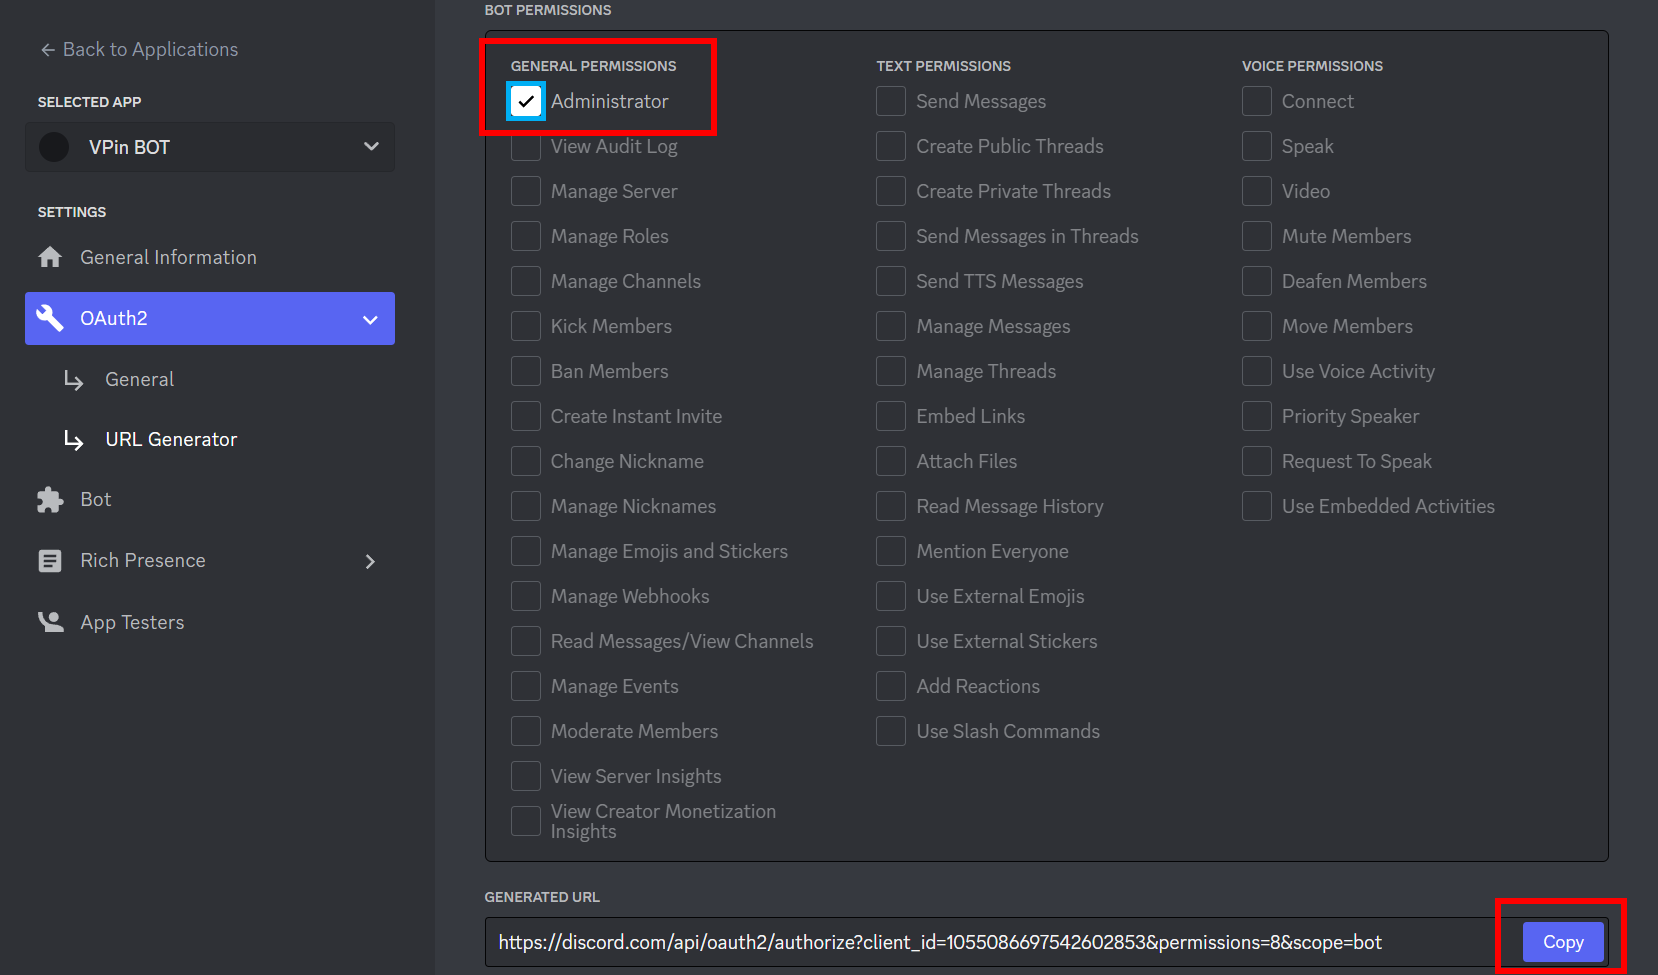 ← Back to Applications
SELECTED APP
VPin BOT
SETTINGS
General Information
OAuth2
General
URL Generator
Bot
Rich Presence
App Testers
BOT PERMISSIONS
GENERAL PERMISSIONS
Administrator
View Audit Log
Manage Server
Manage Roles
Manage Channels
Kick Members
Ban Members
Create Instant Invite
Change Nickname
Manage Nicknames
Manage Emojis and Stickers
Manage Webhooks
Read Messages/View Channels
Manage Events
Moderate Members
View Server Insights
View Creator Monetization
Insights
TEXT PERMISSIONS
Send Messages
Create Public Threads
Create Private Threads
Send Messages in Threads
Send TTS Messages
Manage Messages
Manage Threads
Embed Links
Attach Files
Read Message History
Mention Everyone
Use External Emojis
Use External Stickers
Add Reactions
Use Slash Commands
VOICE PERMISSIONS
Connect
Speak
Video
Mute Members
Deafen Members
Move Members
Use Voice Activity
Priority Speaker
Request To Speak
Use Embedded Activities
GENERATED URL
https://discord.com/api/oauth2/authorize?client_id=1055086697542602853&permissions=8&scope=bot
Copy